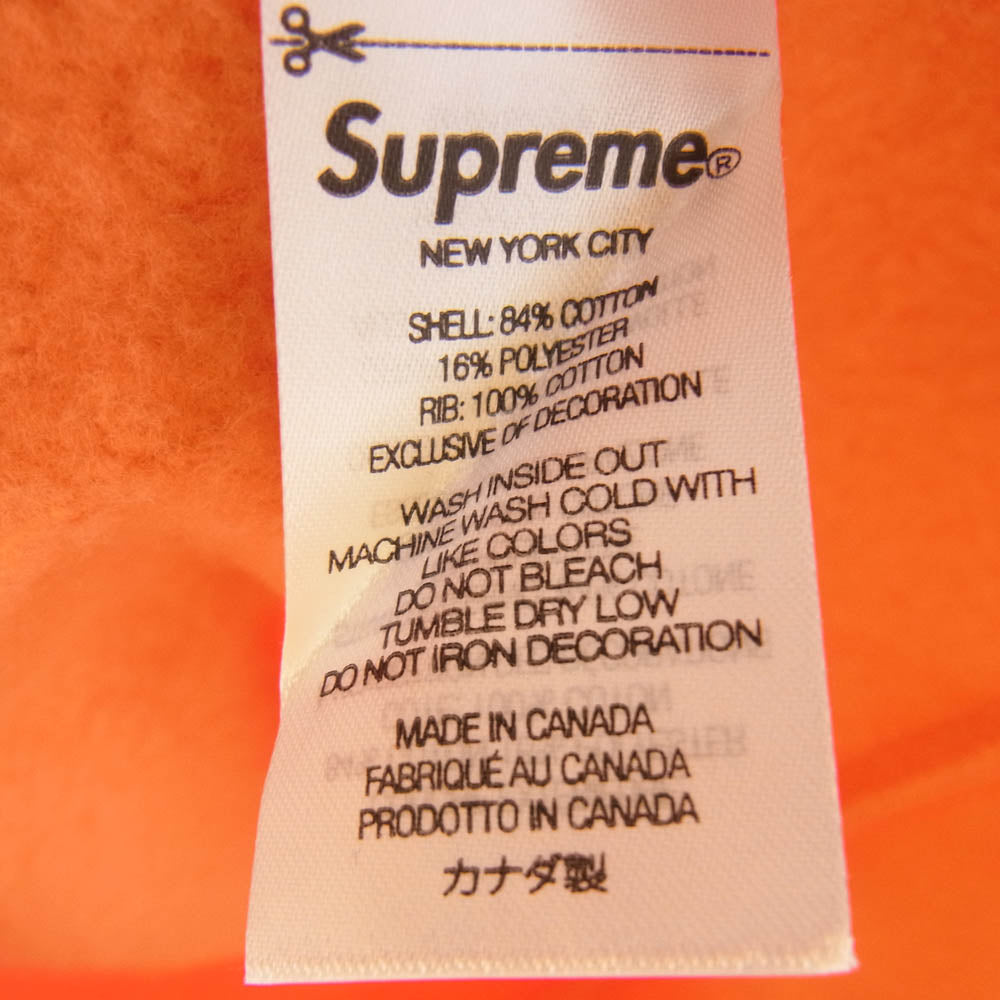 Supreme®
NEW YORK CITY
SHELL: 84% COTTON
16% POLYESTER
RIB: 100% COTTON
EXCLUSIVE OF DECORATION
WASH INSIDE OUT
MACHINE WASH COLD WITH
LIKE COLORS
DO NOT BLEACH
TUMBLE DRY LOW
DO NOT IRON DECORATION
MADE IN CANADA
FABRIQUÉ AU CANADA
PRODOTTO IN CANADA
カナダ製